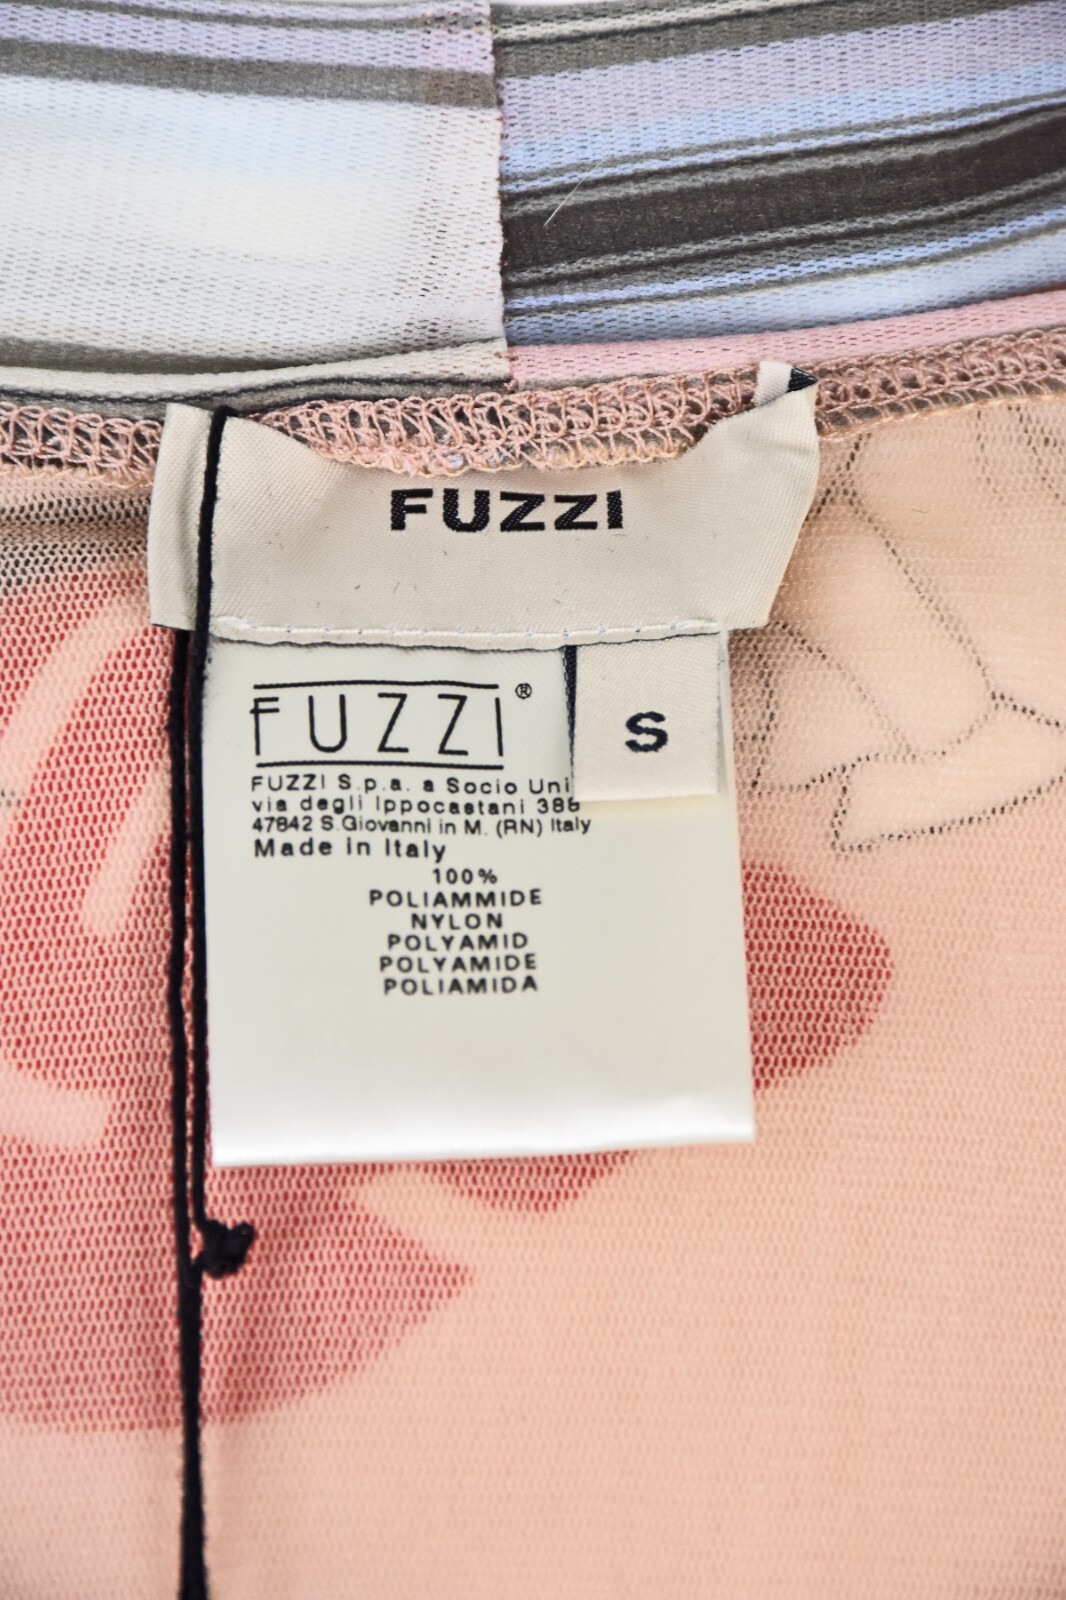 FUZZI
FUZZI®
S
FUZZI S.p.a. a Socio Uni
via degli Ippocastani
47842 S.Giovanni in M. (RN) Italy
Made in Italy
100%
POLIAMMIDE
NYLON
POLYAMID
POLYAMIDE
POLIAMIDA